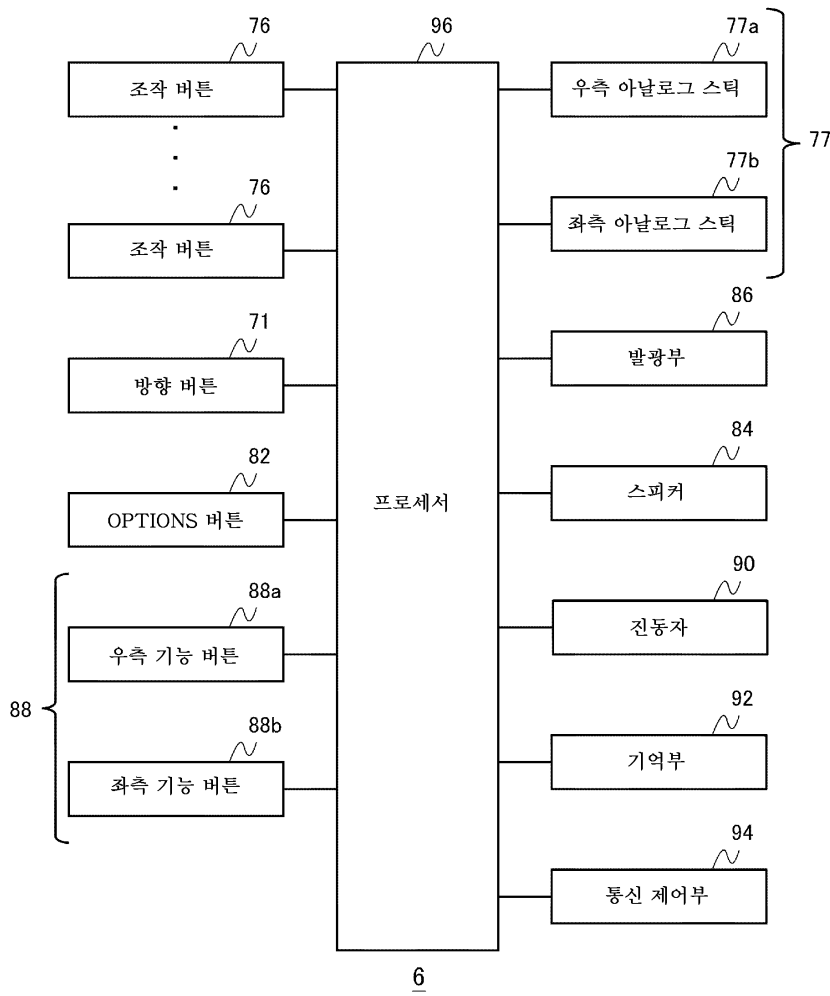 76
조작 버튼
76
조작 버튼
71
방향 버튼
82
OPTIONS 버튼
88
88a
우측 기능 버튼
88b
좌측 기능 버튼
96
프로세서
77a
우측 아날로그 스틱
77
77b
좌측 아날로그 스틱
86
발광부
84
스피커
90
진동자
92
기억부
94
통신 제어부
6